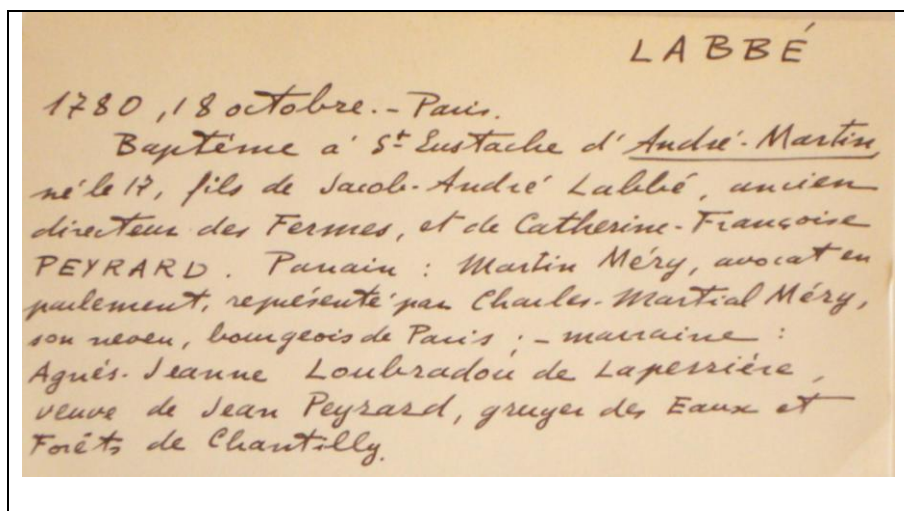 LABBÉ
1780, 18 octobre. - Paris.
Baptême à St Eustache d'André-Martin,
né le 17, fils de Jacob-André Labbé, ancien
directeur des Fermes, et de Catherine-Françoise
PEYRARD. Parrain : Martin Méry, avocat en
parlement, représenté par Charles-Martial Méry,
son neveu, bourgeois de Paris ; - marraine :
Agnès-Jeanne Loubradou de Laperrière,
veuve de Jean Peyrard, gruyer des Eaux et
Forêts de Chantilly.